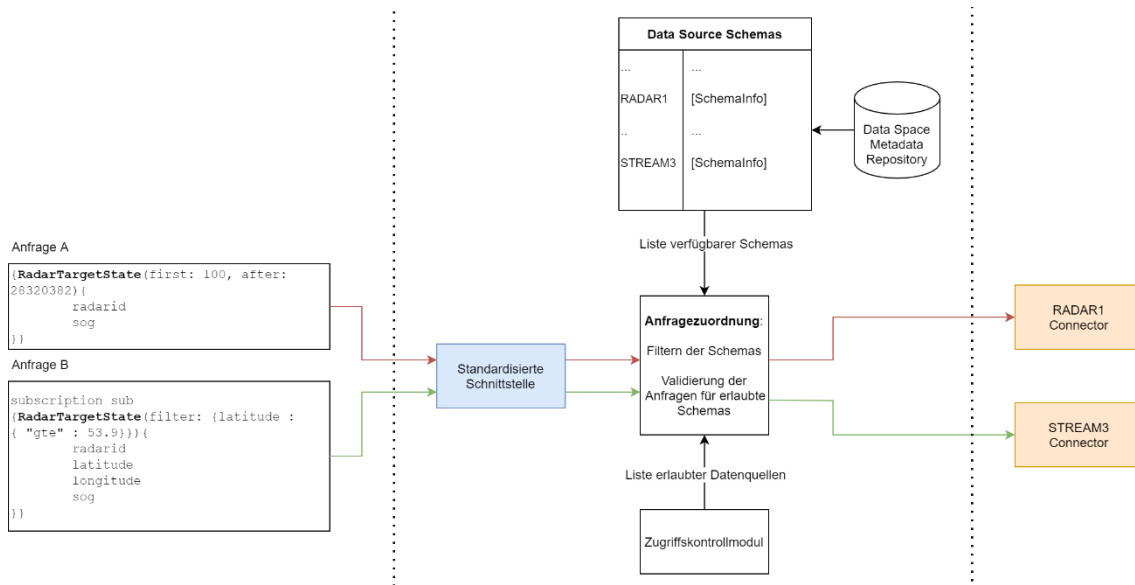 Data Source Schemas
... ...
RADAR1 [SchemaInfo]
.. ...
STREAM3 [SchemaInfo]
Data Space
Metadata
Repository
Liste verfügbarer Schemas
Anfrage A
{RadarTargetState(first: 100, after:
28320382){
radarid
sog
}}
Anfrage B
subscription sub
{RadarTargetState(filter: {latitude :
{ "gte" : 53.9}}){
radarid
latitude
longitude
sog
}}
Standardisierte
Schnittstelle
Anfragezuordnung:
Filtern der Schemas
Validierung der
Anfragen für erlaubte
Schemas
Liste erlaubter Datenquellen
Zugriffskontrollmodul
RADAR1
Connector
STREAM3
Connector